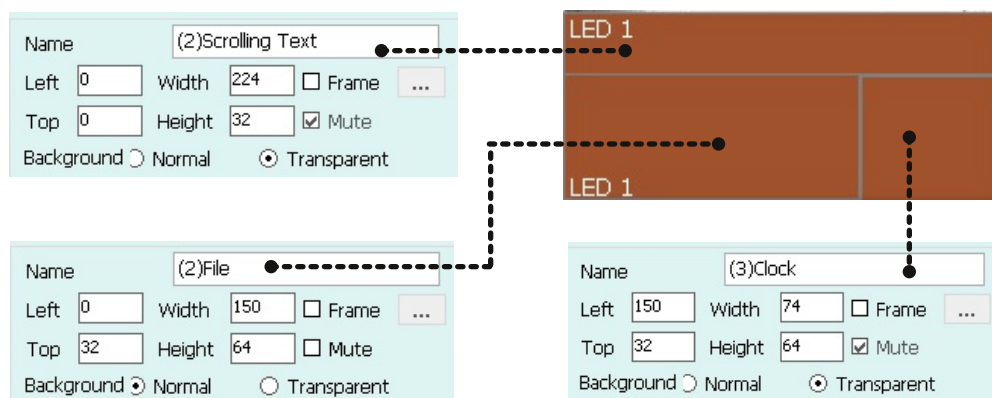 Name (2)Scrolling Text
Left 0 Width 224 Frame ...
Top 0 Height 32 Mute
Background Normal Transparent
LED 1
LED 1
Name (2)File
Left 0 Width 150 Frame ...
Top 32 Height 64 Mute
Background Normal Transparent
Name (3)Clock
Left 150 Width 74 Frame ...
Top 32 Height 64 Mute
Background Normal Transparent